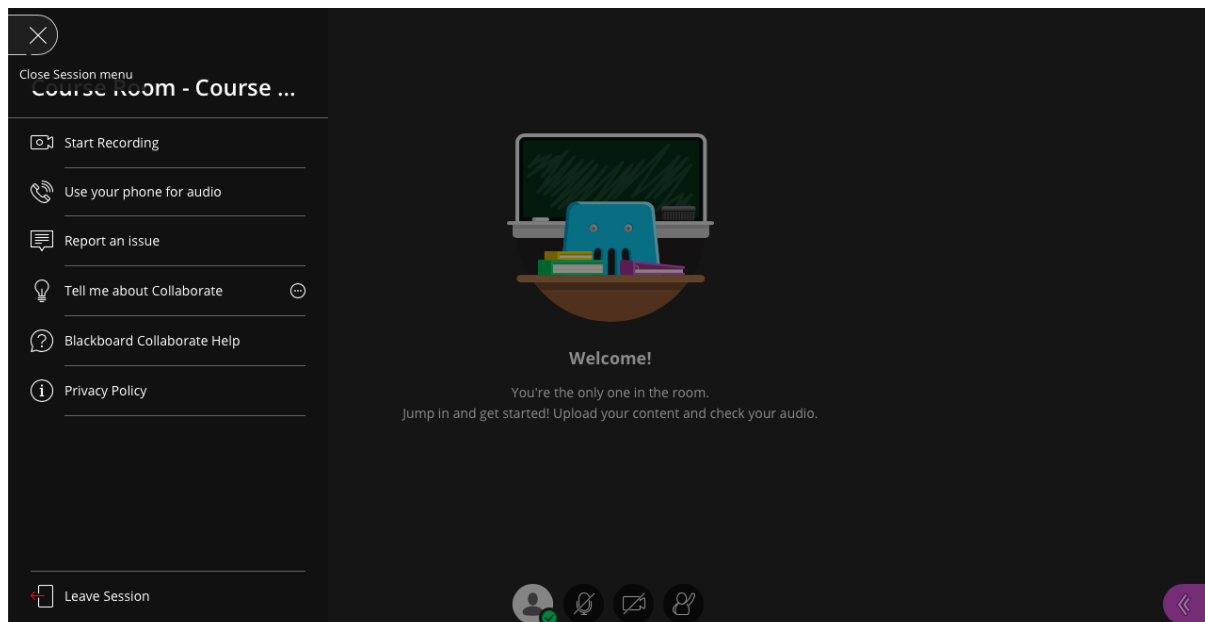 Close Session menu
Course Room - Course ...
Start Recording
Use your phone for audio
Report an issue
Tell me about Collaborate
Blackboard Collaborate Help
Privacy Policy
Leave Session
Welcome!
You're the only one in the room.
Jump in and get started! Upload your content and check your audio.